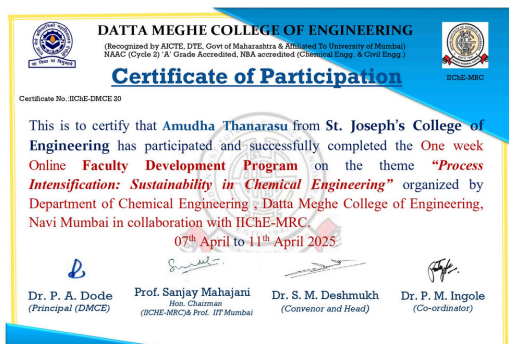 DATTA MEGHE COLLEGE OF ENGINEERING
(Recognized by AICTE, DTE, Govt of Maharashtra & Affiliated To University of Mumbai)
NAAC (Cycle 2) 'A' Grade Accredited, NBA accredited (Chemical Engg. & Civil Engg.)
Certificate of Participation
IIChE-MRC
Certificate No.:IIChE-DMCE 20
This is to certify that Amudha Thanarasu from St. Joseph's College of
Engineering has participated and successfully completed the One week
Online Faculty Development Program on the theme "Process
Intensification: Sustainability in Chemical Engineering" organized by
Department of Chemical Engineering , Datta Meghe College of Engineering,
Navi Mumbai in collaboration with IIChE-MRC.
07th April to 11th April 2025
Dr. P. A. Dode
(Principal (DMCE)
Prof. Sanjay Mahajani
Hon. Chairman
(IICHE-MRC)& Prof. IIT Mumbai
Dr. S. M. Deshmukh
(Convenor and Head)
Dr. P. M. Ingole
(Co-ordinator)